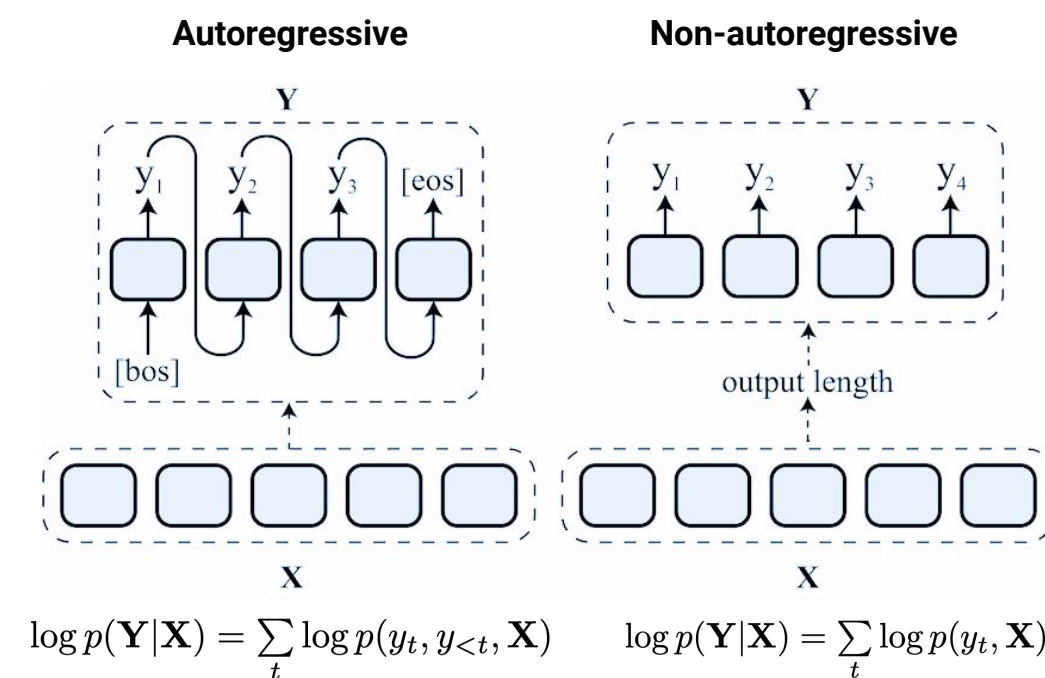 Autoregressive
Y
y₁ y₂ y₃ [eos]
[bos]
X
log p(Y|X) = ∑ₜ log p(yₜ, y<ₜ, X)
Non-autoregressive
Y
y₁ y₂ y₃ y₄
output length
X
log p(Y|X) = ∑ₜ log p(yₜ, X)